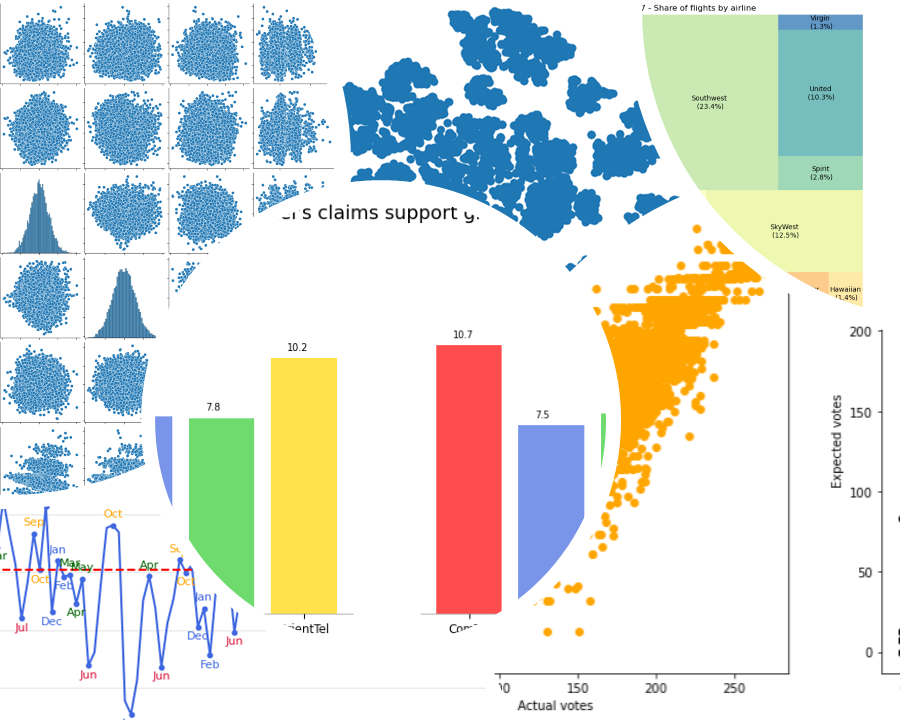 7 - Share of flights by airline
Virgin
(1.3%)
United
(10.3%)
Southwest
(23.4%)
Spirit
(2.8%)
SkyWest
(12.5%)
Hawaiian
(1.4%)
claims support
10.7
10.2
7.8
7.5
200
150
100
50
0
Expected votes
Oct
Sep
Jan
Mar
May
Apr
Oct
Oct
Feb
Jan
Dec
Apr
Jul
Dec
Jun
Feb
Jun
Jun
150
200
250
Actual votes